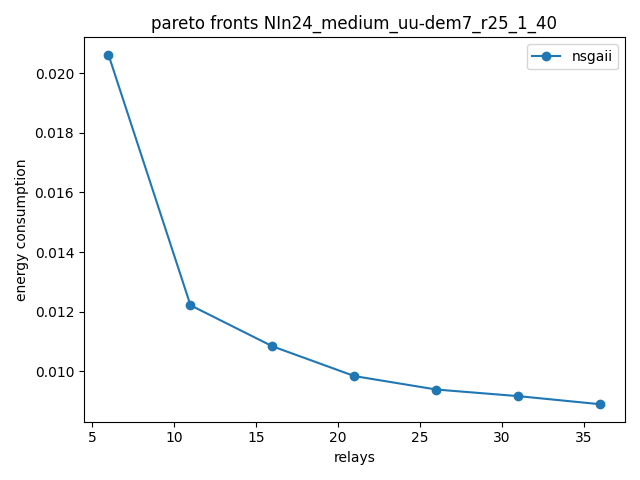 pareto fronts NIn24_medium_uu-dem7_r25_1_40
nsgaii
energy consumption
0.020
0.018
0.016
0.014
0.012
0.010
5 10 15 20 25 30 35
relays